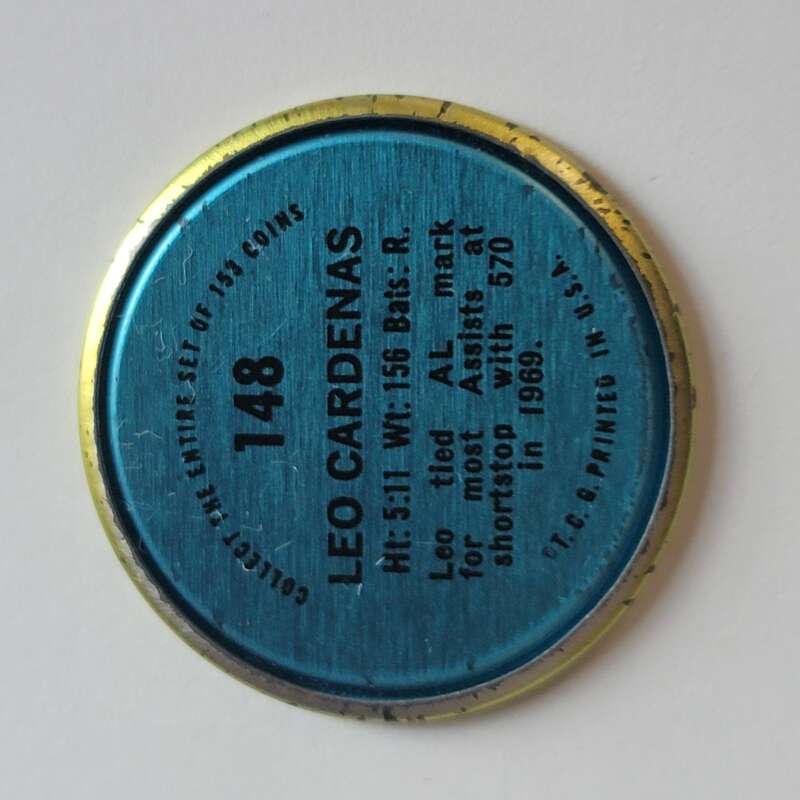 COLLECT THE ENTIRE SET OF 153 COINS
148
LEO CARDENAS
Ht: 5:11 Wt: 156 Bats: R.
Leo tied AL mark
for most Assists at
shortstop with 570
in 1969.
©T. C. G. PRINTED IN U.S.A.